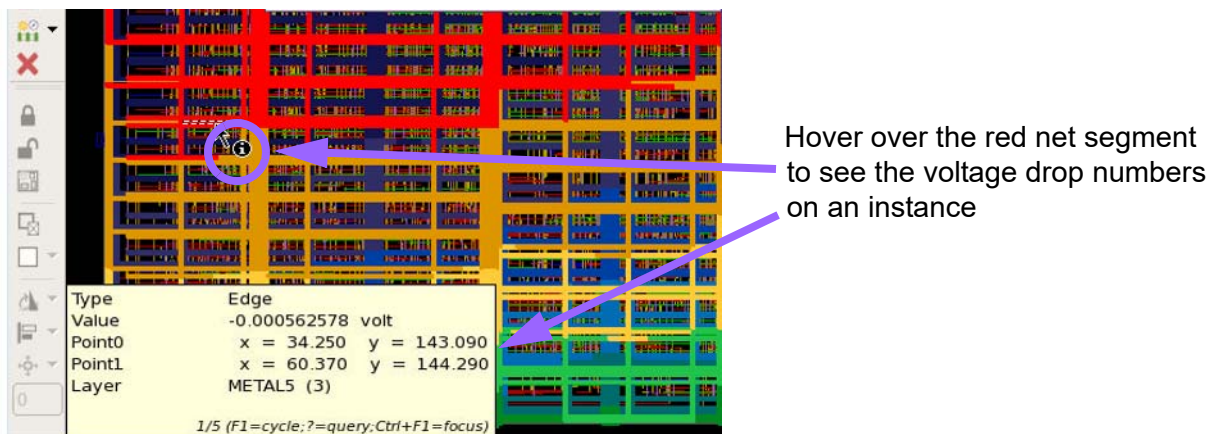 Hover over the red net segment
to see the voltage drop numbers
on an instance
Type Edge
Value -0.000562578 volt
Point0 x = 34.250 y = 143.090
Point1 x = 60.370 y = 144.290
Layer METAL5 (3)
1/5 (F1=cycle;?=query;Ctrl+F1=focus)
0